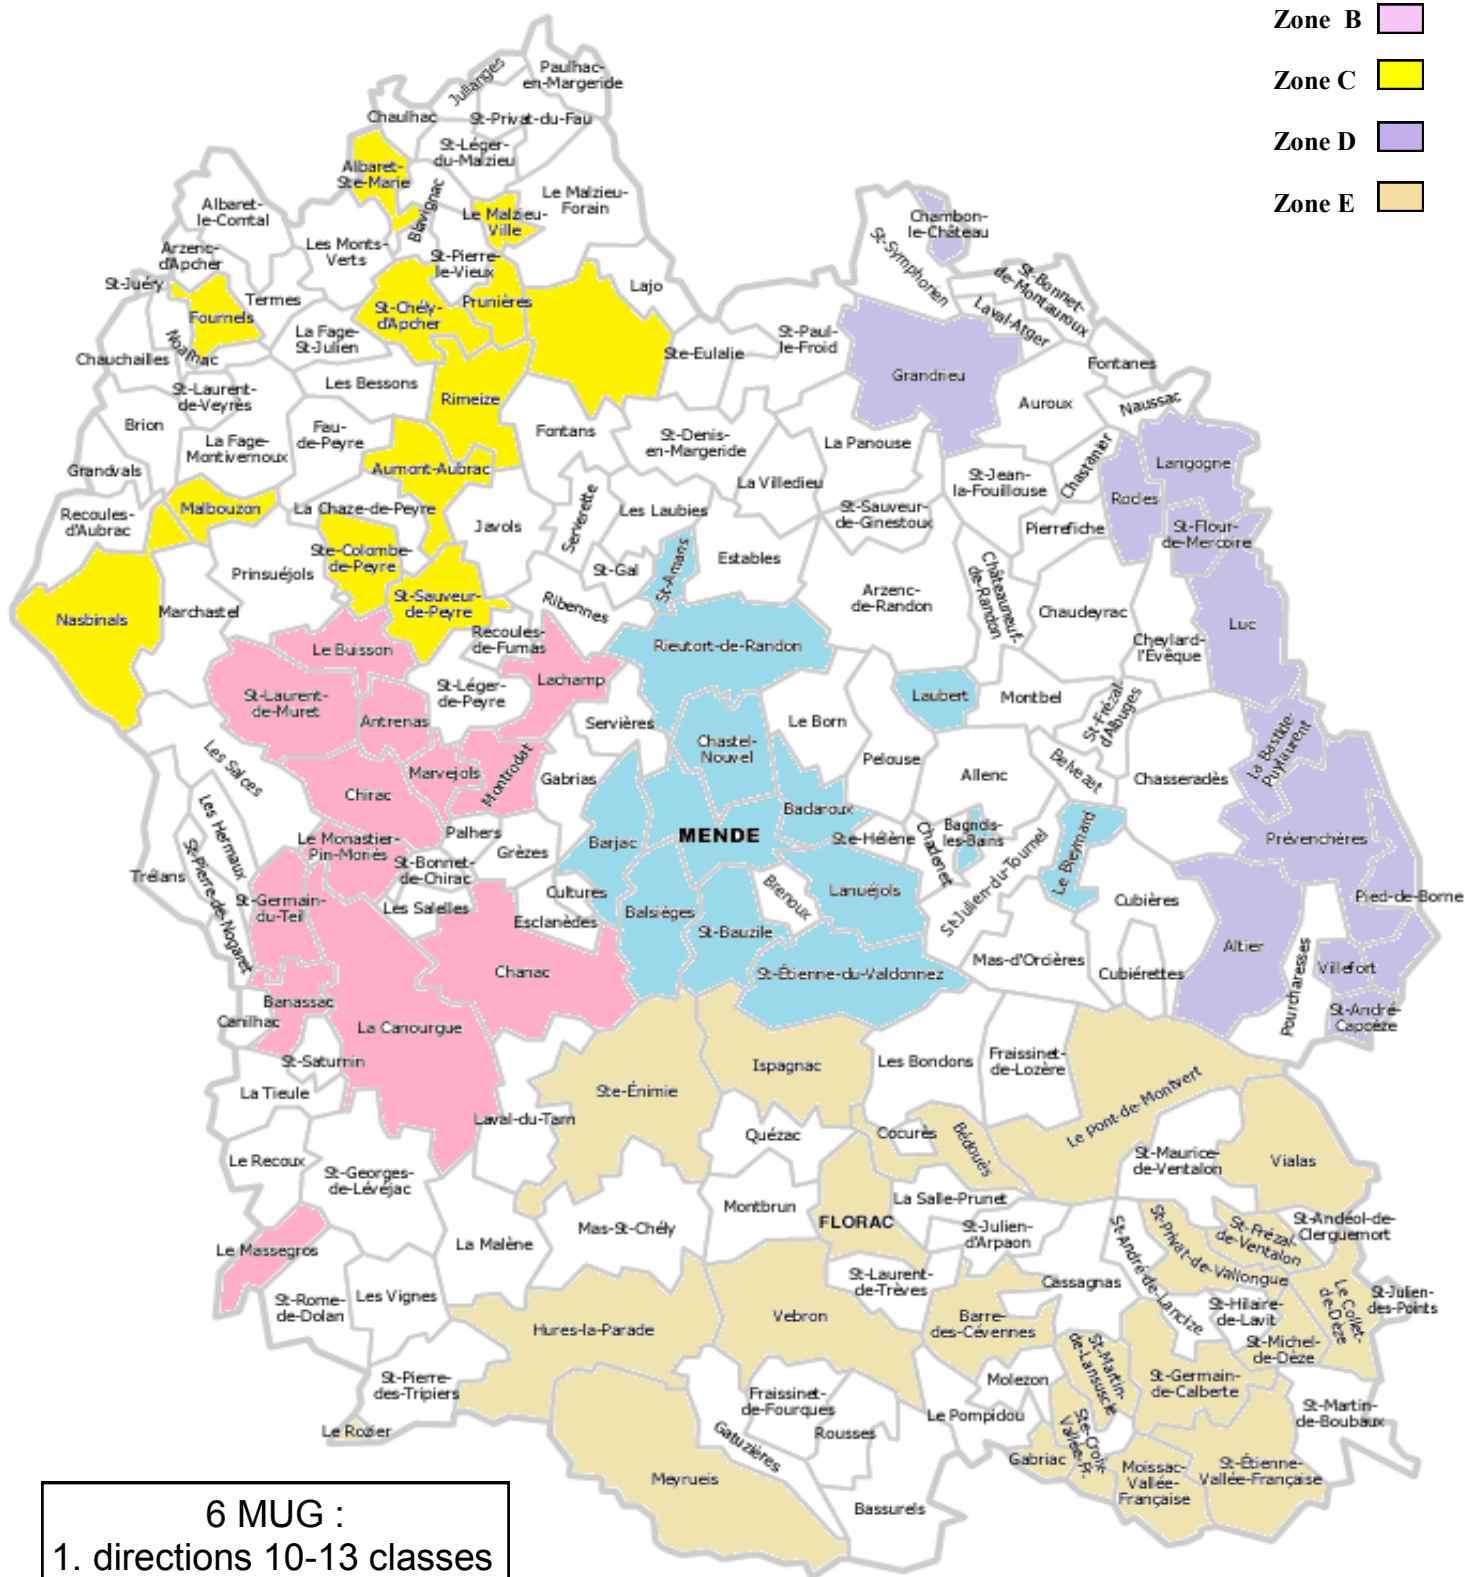 Zone B
Zone C
Zone D
Zone E
Paulhac-
en-Margeride
Julianges
Chaulhac
St-Privat-du-Fau
St-Léger-
du-Malzieu
Albaret-
Ste-Marie
Blavignac
Le Malzieu-
Ville
Le Malzieu-
Forain
Albaret-
le-Comtal
Arzenc-
d'Apcher
Les Monts-
Verts
St-Pierre-
le-Vieux
St-Juéry
Termes
Fournels
Noalhac
St-Chély-
d'Apcher
Prunières
Lajo
Chambon-
le-Château
St-Symphorien
St-Bonnet-
de-Montauroux
Laval-Atger
Fontanes
Naussac
Chauchailles
La Fage-
St-Julien
Ste-Eulalie
St-Paul-
le-Froid
Grandrieu
Auroux
St-Laurent-
de-Veyrès
Les Bessons
Rimeize
Brion
La Fage-
Montivernoux
Fau-
de-Peyre
Fontans
St-Denis-
en-Margeride
La Panouse
Grandvals
Aumont-Aubrac
La Villedieu
St-Jean-
la-Fouillouse
Chastanier
Rocles
Langogne
Recoules-
d'Aubrac
Malbouzon
La Chaze-de-Peyre
Javols
Serverette
Les Laubies
St-Sauveur-
de-Ginestoux
Pierrefiche
St-Flour-
de-Mercoire
Prinsuéjols
Ste-Colombe-
de-Peyre
St-Gal
St-Amans
Estables
Nasbinals
Marchastel
St-Sauveur-
de-Peyre
Ribennes
Arzenc-
de-Randon
Châteauneuf-
de-Randon
Chaudeyrac
Cheylard-
l'Évêque
Luc
Le Buisson
Recoules-
de-Fumas
Rieutort-de-Randon
St-Laurent-
de-Muret
St-Léger-
de-Peyre
Lachamp
Laubert
Montbel
St-Frézal-
d'Albuges
Antrenas
Servières
Chastel-
Nouvel
Le Born
Pelouse
Allenc
Belvezet
Chasseradès
La Bastide-
Puylaurent
Les Salces
Marvejols
Montrodat
Gabrias
Chirac
Badaroux
Les Hermaux
Le Monastier-
Pin-Moriès
Palhers
Grèzes
Barjac
MENDE
Ste-Hélène
Chadenet
Bagnols-
les-Bains
St-Julien-du-Tournel
Le Bleymard
Prévenchères
St-Pierre-de-Nogaret
Trélans
St-Bonnet-
de-Chirac
Cultures
Brenoux
Lanuéjols
Cubières
Pied-de-Borne
St-Germain-
du-Teil
Les Salelles
Esclanèdes
Balsièges
St-Bauzile
Altier
Chanac
St-Étienne-du-Valdonnez
Mas-d'Orcières
Cubiérettes
Pourcharesses
Villefort
Banassac
Canilhac
La Canourgue
St-André-
Capcèze
St-Saturnin
La Tieule
Ste-Énimie
Ispagnac
Les Bondons
Fraissinet-
de-Lozère
Le Pont-de-Montvert
Laval-du-Tarn
Quézac
Cocurès
Bédouès
St-Maurice-
de-Ventalon
Vialas
Le Recoux
St-Georges-
de-Lévéjac
Montbrun
La Salle-Prunet
FLORAC
Le Massegros
La Malène
Mas-St-Chély
St-Julien-
d'Arpaon
St-André-de-Lancize
St-Privat-de-Vallongue
St-Frézal-
de-Ventalon
St-Andéol-de-
Clerguemort
St-Rome-
de-Dolan
Les Vignes
St-Laurent-
de-Trèves
Cassagnas
Le Collet-
de-Dèze
St-Julien-
des-Points
Hures-la-Parade
Vebron
Barre-
des-Cévennes
St-Hilaire-
de-Lavit
St-Michel-
de-Dèze
St-Pierre-
des-Tripiers
Fraissinet-
de-Fourques
Molezon
St-Martin-
de-Lansuscle
St-Germain-
de-Calberte
Le Rozier
Gatuzières
Rousses
Le Pompidou
St-Martin-
de-Boubaux
Meyrueis
Gabriac
Ste-Croix-
Vallée-Fr.
Moissac-
Vallée-
Française
St-Étienne-
Vallée-Française
Bassurels
6 MUG :
1. directions 10-13 classes